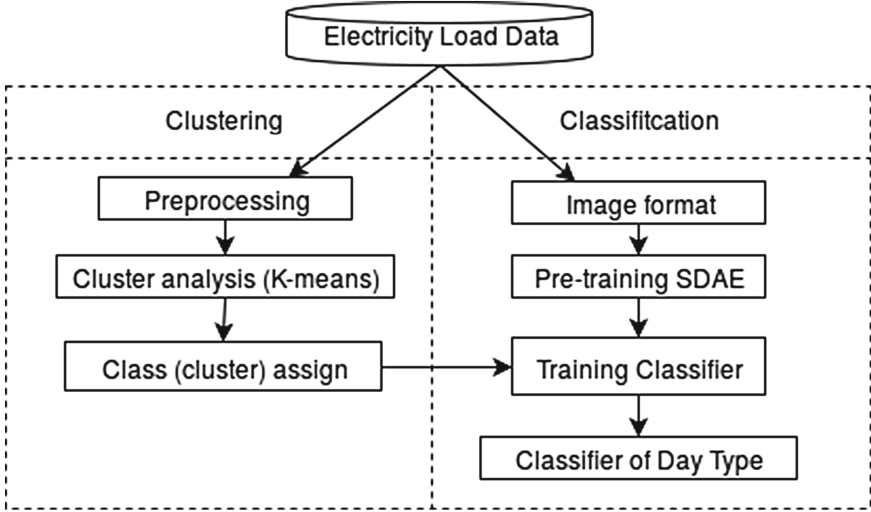 Electricity Load Data
Clustering
Classifitcation
Preprocessing
Cluster analysis (K-means)
Class (cluster) assign
Image format
Pre-training SDAE
Training Classifier
Classifier of Day Type